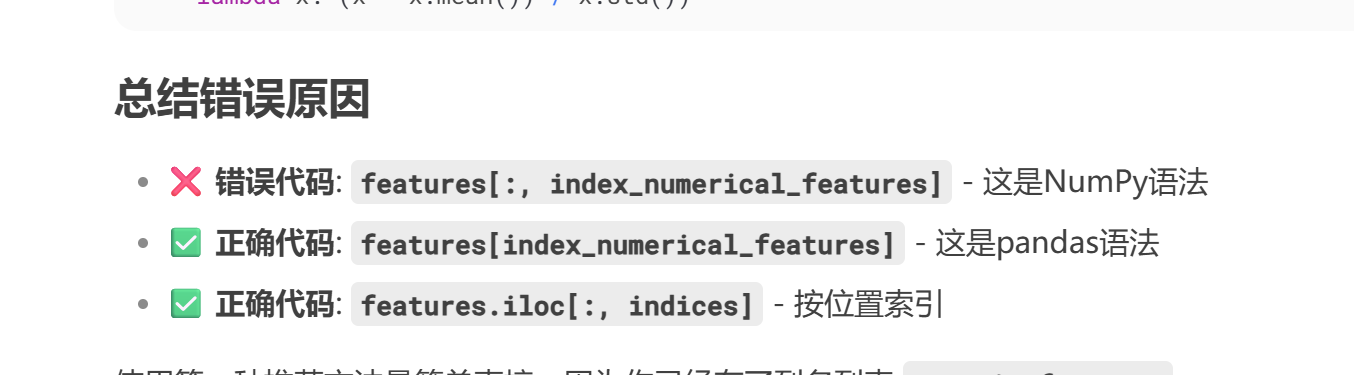 lambda x: (x - x.mean()) / x.std())
总结错误原因
❌ 错误代码: features[:, index_numerical_features] - 这是NumPy语法
✅ 正确代码: features[index_numerical_features] - 这是pandas语法
✅ 正确代码: features.iloc[:, indices] - 按位置索引